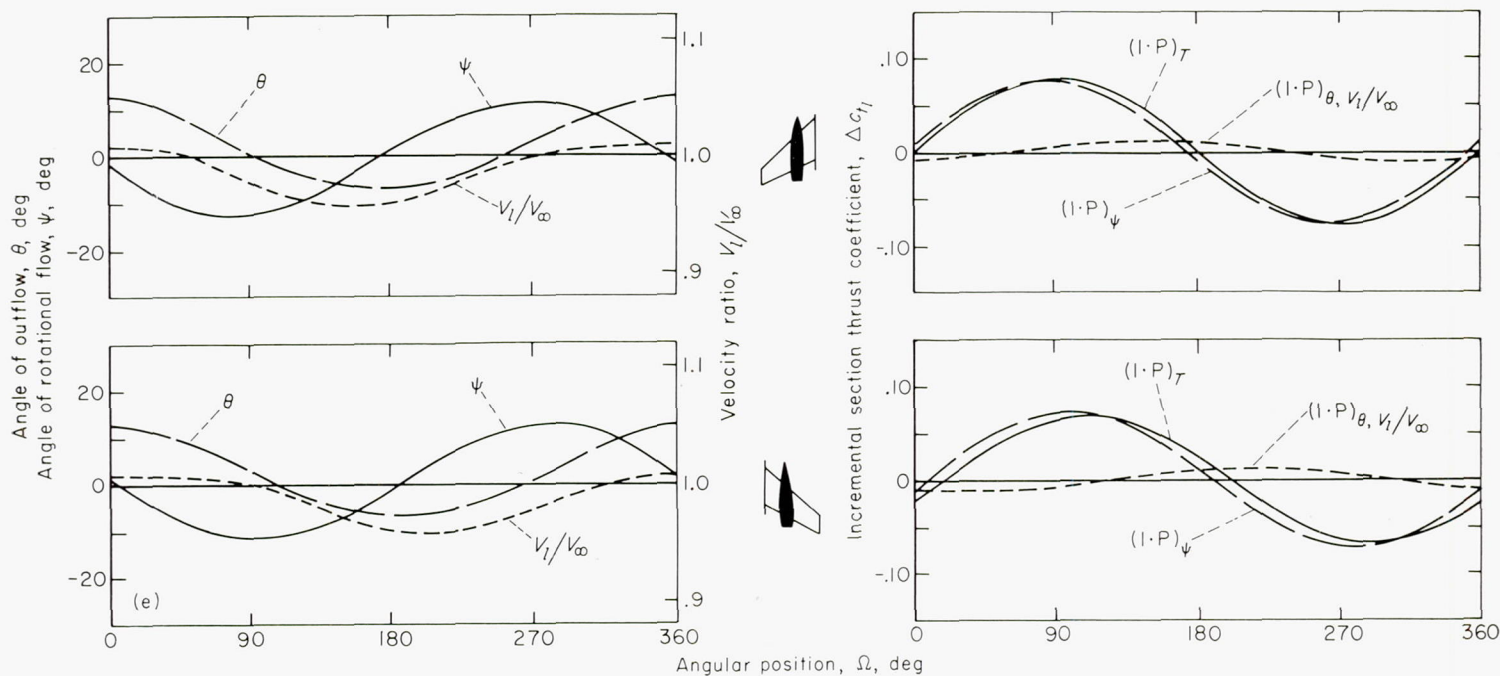 Angle of outflow, θ, deg
Angle of rotational flow, ψ, deg
20
0
-20
θ
ψ
V_l/V_∞
1.1
1.0
.9
Velocity ratio, V_l/V_∞
20
0
-20
θ
ψ
V_l/V_∞
1.1
1.0
.9
(e)
0 90 180 270 360
Incremental section thrust coefficient, Δc_{t_l}
.10
0
-.10
(1·P)_T
(1·P)_{θ, V_l/V_∞}
(1·P)_ψ
.10
0
-.10
(1·P)_T
(1·P)_{θ, V_l/V_∞}
(1·P)_ψ
0 90 180 270 360
Angular position, Ω, deg